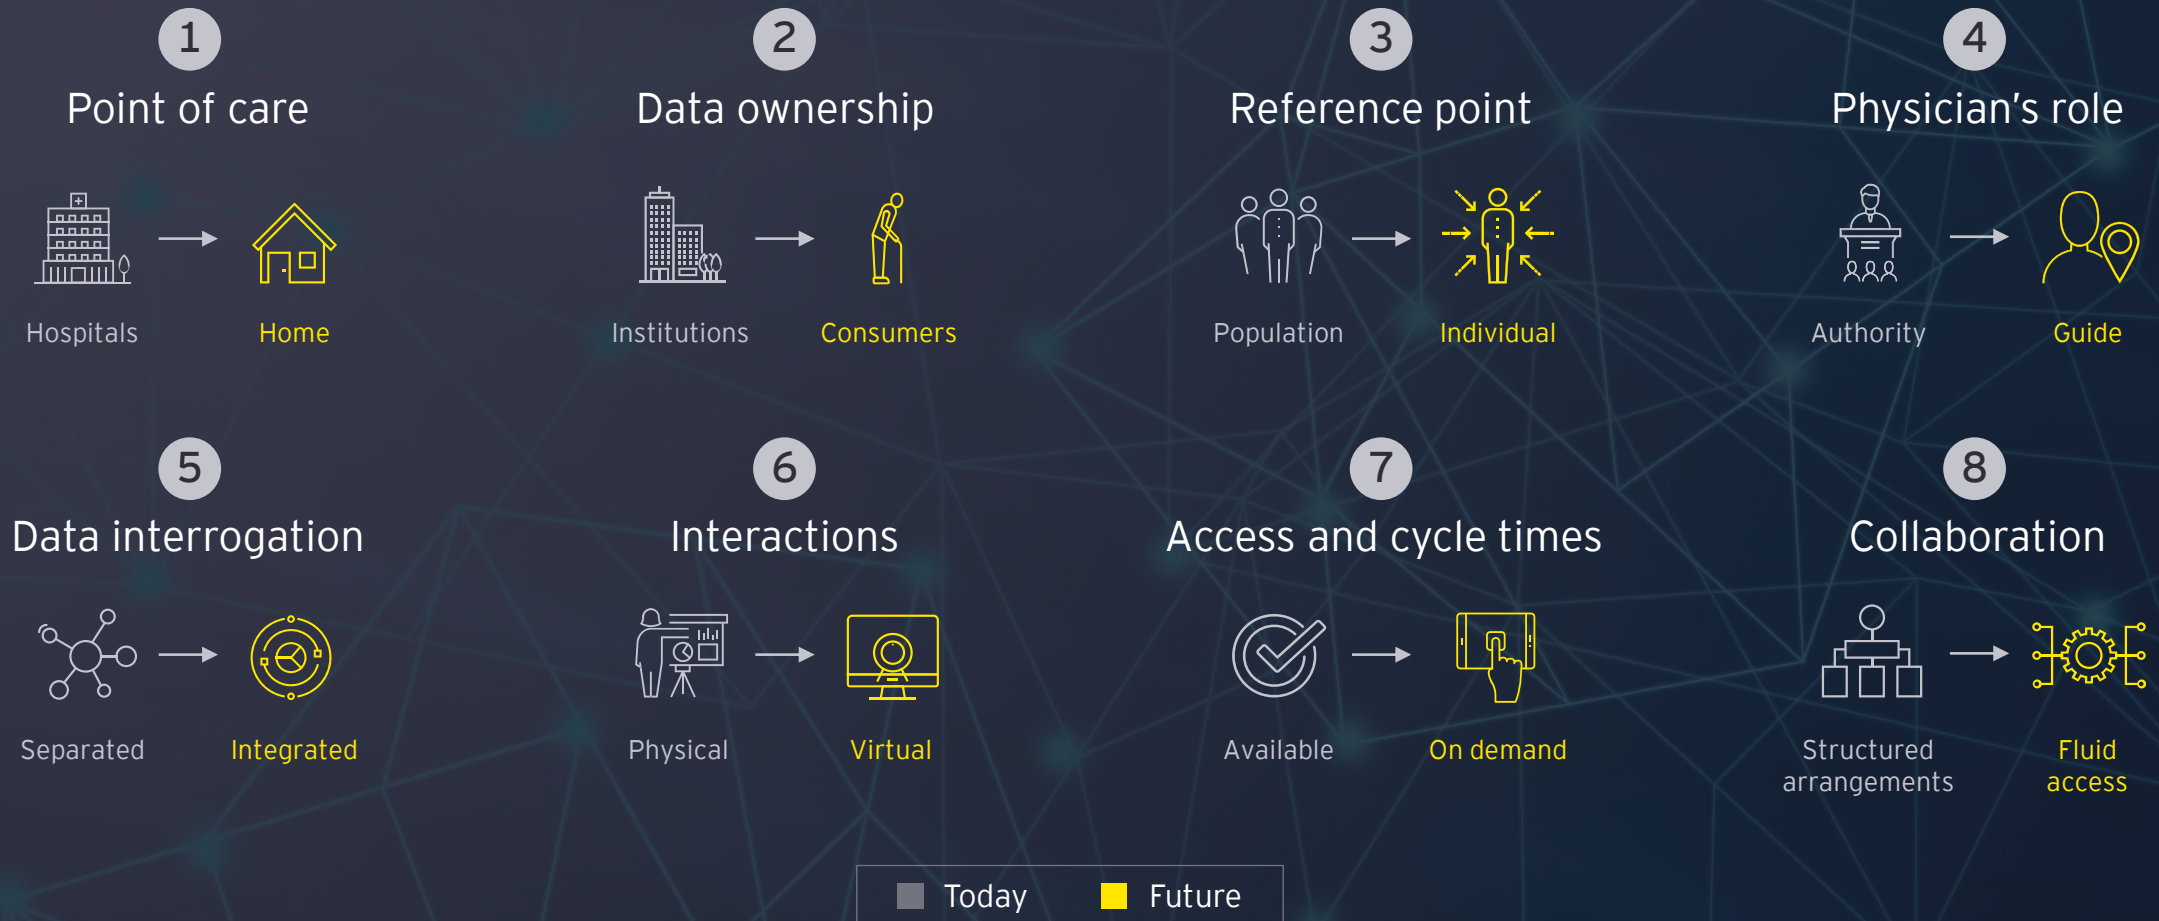 1
Point of care
Hospitals
Home
2
Data ownership
Institutions
Consumers
3
Reference point
Population
Individual
4
Physician's role
Authority
Guide
5
Data interrogation
Separated
Integrated
6
Interactions
Physical
Virtual
7
Access and cycle times
Available
On demand
8
Collaboration
Structured
arrangements
Fluid
access
Today
Future